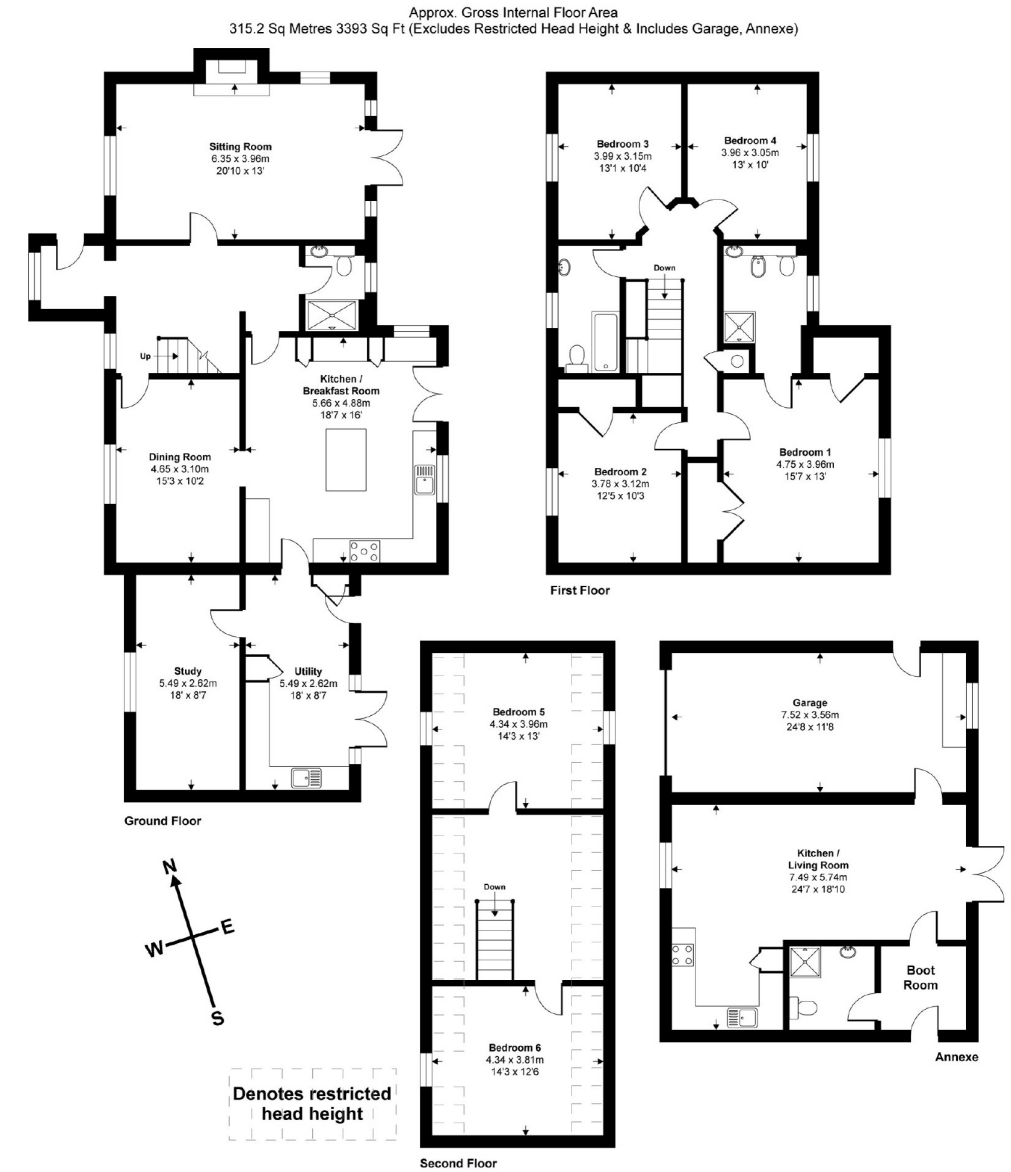 Approx. Gross Internal Floor Area
315.2 Sq Metres 3393 Sq Ft (Excludes Restricted Head Height & Includes Garage, Annexe)
Sitting Room
6.35 x 3.96m
20'10 x 13'
Up
Kitchen /
Breakfast Room
5.66 x 4.88m
18'7 x 16'
Dining Room
4.65 x 3.10m
15'3 x 10'2
Study
5.49 x 2.62m
18' x 8'7
Utility
5.49 x 2.62m
18' x 8'7
Ground Floor
Bedroom 3
3.99 x 3.15m
13'1 x 10'4
Bedroom 4
3.96 x 3.05m
13' x 10'
Down
Bedroom 2
3.78 x 3.12m
12'5 x 10'3
Bedroom 1
4.75 x 3.96m
15'7 x 13'
First Floor
Bedroom 5
4.34 x 3.96m
14'3 x 13'
Down
Bedroom 6
4.34 x 3.81m
14'3 x 12'6
Second Floor
Garage
7.52 x 3.56m
24'8 x 11'8
Kitchen /
Living Room
7.49 x 5.74m
24'7 x 18'10
Boot
Room
Annexe
N
E
W
S
Denotes restricted
head height